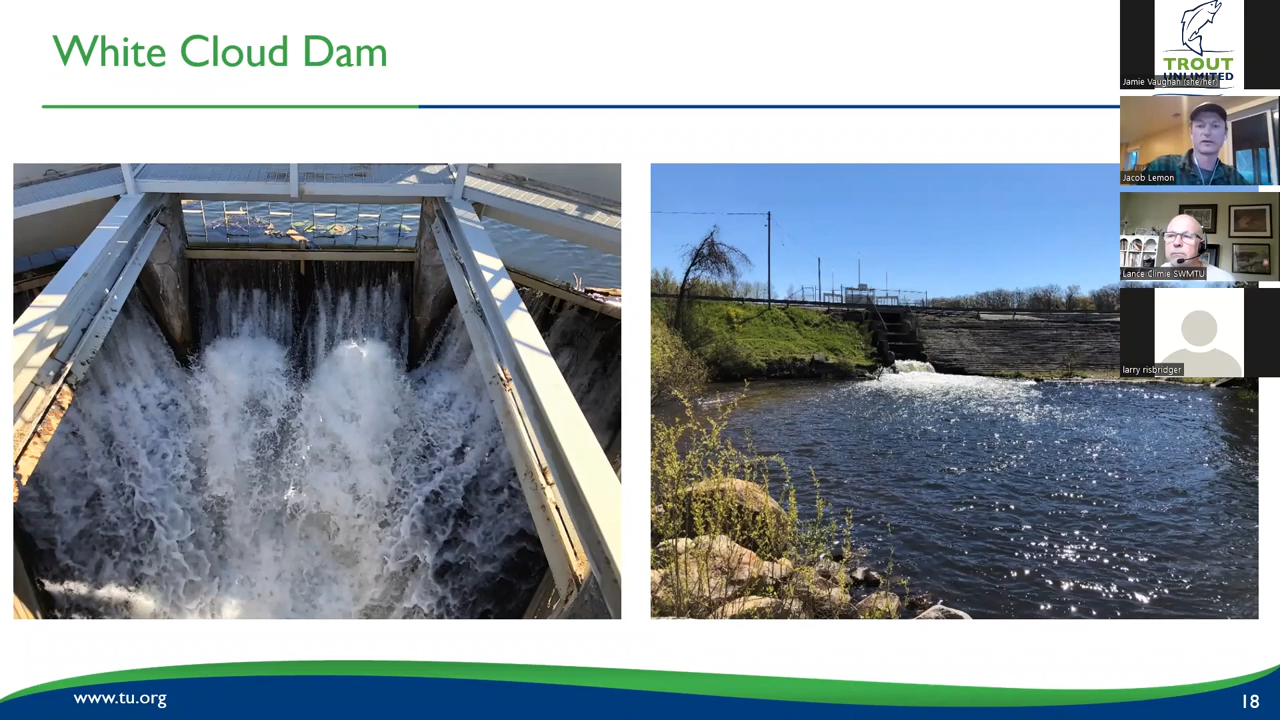 White Cloud Dam
TROUT
UNLIMITED
Jamie Vaughan (she/her)
Jacob Lemon
Lance Climie SWMTU
larry risbridger
www.tu.org
18